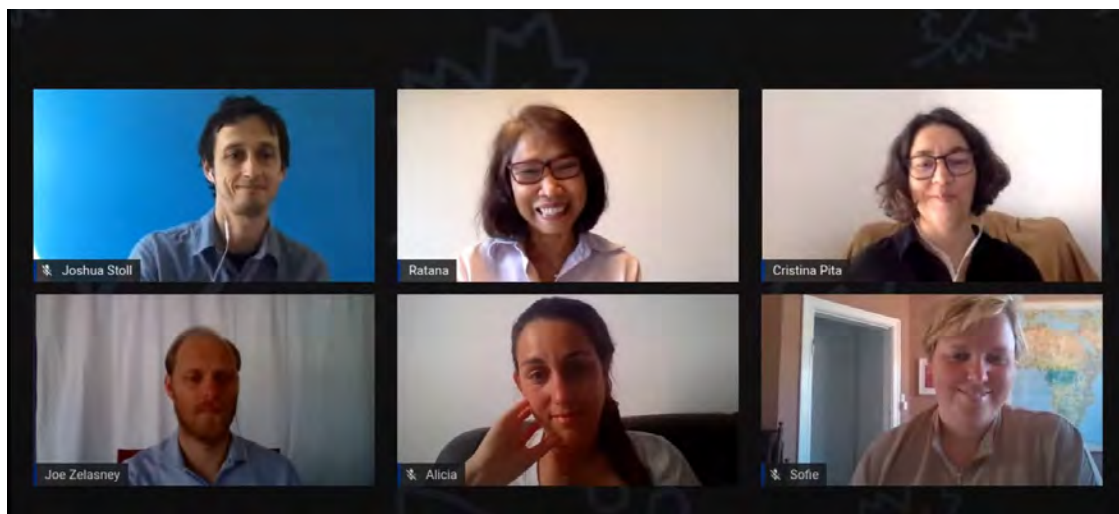 Joshua Stoll
Ratana
Cristina Pita
Joe Zelasney
Alicia
Sofie